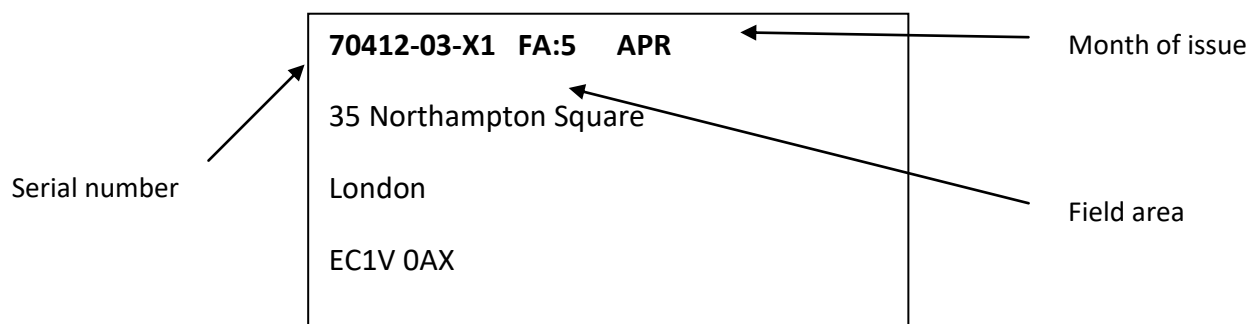 70412-03-X1 FA:5 APR
Month of issue
35 Northampton Square
Serial number
London
Field area
EC1V 0AX